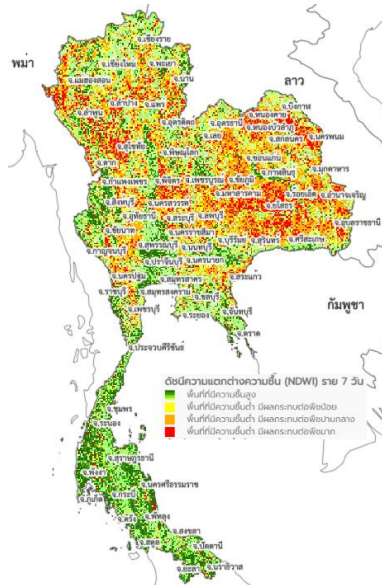 จ.เชียงราย
พม่า
จ.เชียงใหม่
จ.พะเยา
จ.แม่ฮ่องสอน
จ.น่าน
ลาว
จ.ลำปาง
จ.แพร่
จ.บึงกาฬ
จ.ลำพูน
จ.อุตรดิตถ์
จ.อุดรธานี
จ.หนองคาย
จ.เลย
จ.หนองบัวลำภู
จ.นครพนม
จ.สุโขทัย
จ.สกลนคร
จ.พิษณุโลก
จ.ตาก
จ.ขอนแก่น
จ.มุกดาหาร
จ.กาฬสินธุ์
จ.กำแพงเพชร
จ.พิจิตร
จ.เพชรบูรณ์
จ.ชัยภูมิ
จ.มหาสารคาม
จ.ร้อยเอ็ด
จ.อำนาจเจริญ
จ.สิงห์บุรี
จ.นครสวรรค์
จ.ยโสธร
จ.อุทัยธานี
จ.สระบุรี
จ.ลพบุรี
จ.อุบลราชธานี
จ.ชัยนาท
จ.นครราชสีมา
จ.บุรีรัมย์
จ.สุรินทร์
จ.ศรีสะเกษ
จ.สุพรรณบุรี
จ.นนทบุรี
จ.กาญจนบุรี
จ.ปราจีนบุรี
จ.นครนายก
จ.นครปฐม
จ.สมุทรสาคร
จ.สระแก้ว
จ.ราชบุรี
จ.สมุทรสงคราม
จ.ชลบุรี
กัมพูชา
จ.เพชรบุรี
จ.ระยอง
จ.จันทบุรี
จ.ตราด
จ.ประจวบคีรีขันธ์
ดัชนีความแตกต่างความชื้น (NDWI) ราย 7 วัน
พื้นที่ที่มีความชื้นสูง
พื้นที่ที่มีความชื้นต่ำ มีผลกระทบต่อพืชน้อย
พื้นที่ที่มีความชื้นต่ำ มีผลกระทบต่อพืชปานกลาง
พื้นที่ที่มีความชื้นต่ำ มีผลกระทบต่อพืชมาก
จ.ชุมพร
จ.ระนอง
จ.สุราษฎร์ธานี
จ.พังงา
จ.นครศรีธรรมราช
จ.ภูเก็ต
จ.กระบี่
จ.ตรัง
จ.พัทลุง
จ.สงขลา
จ.สตูล
จ.ปัตตานี
จ.ยะลา
จ.นราธิวาส